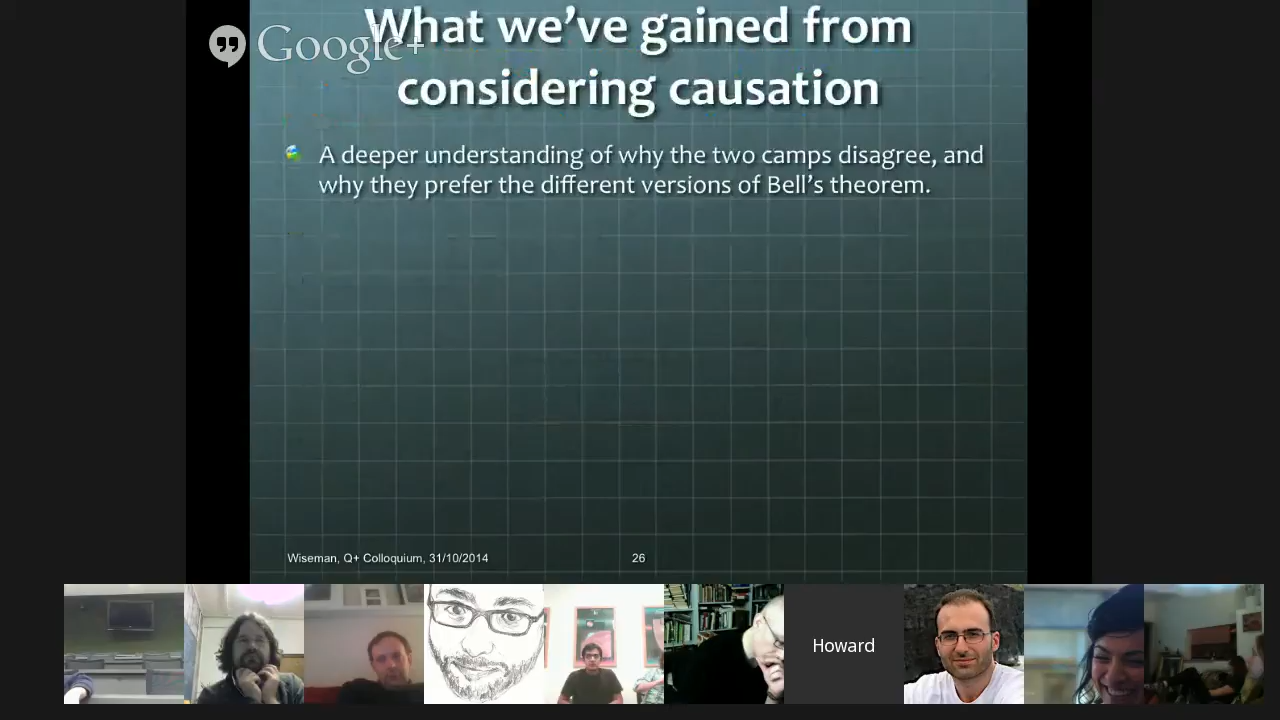 Google+
What we've gained from
considering causation
A deeper understanding of why the two camps disagree, and
why they prefer the different versions of Bell's theorem.
Wiseman, Q+ Colloquium, 31/10/2014
26
Howard